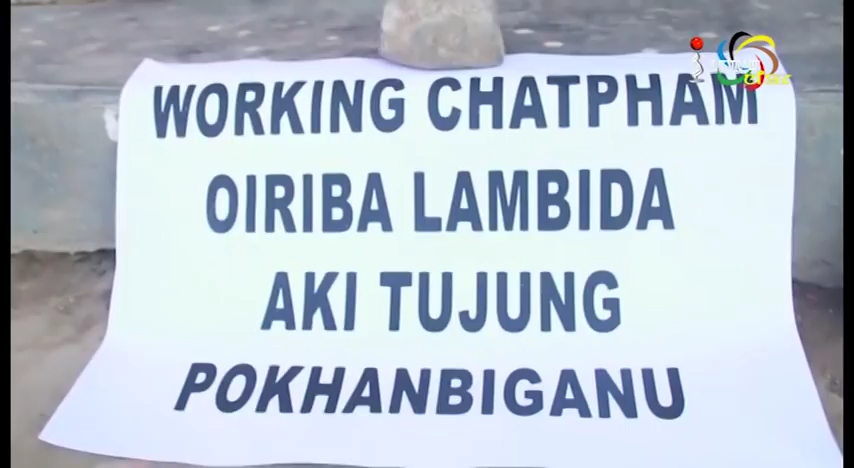 WORKING CHATPHAM
OIRIBA LAMBIDA
AKI TUJUNG
POKHANBIGANU